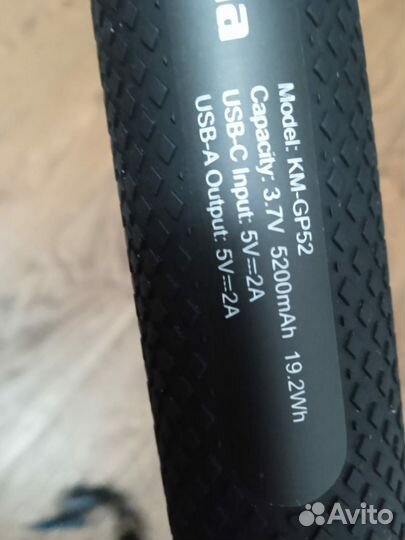 Model: KM-GP52
Capacity: 3.7V 5200mAh 19.2Wh
USB-C Input: 5V⎓2A
USB-A Output: 5V⎓2A
Avito